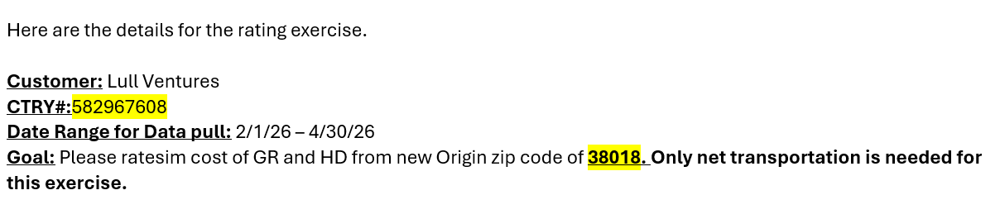 Here are the details for the rating exercise.
Customer: Lull Ventures
CTRY#:582967608
Date Range for Data pull: 2/1/26 – 4/30/26
Goal: Please ratesim cost of GR and HD from new Origin zip code of 38018. Only net transportation is needed for
this exercise.